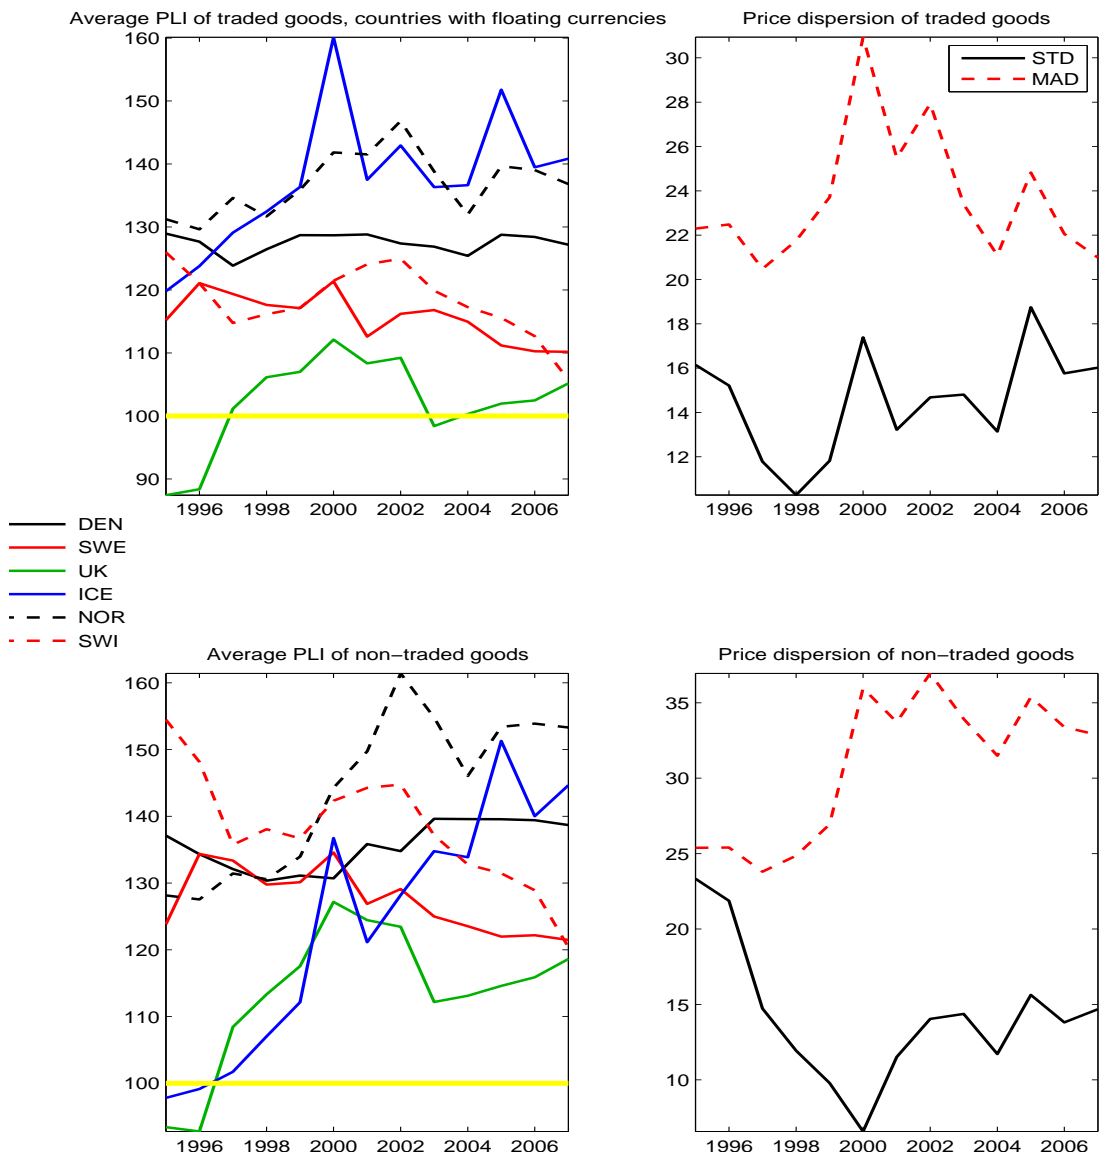 Average PLI of traded goods, countries with floating currencies
160
150
140
130
120
110
100
90
1996 1998 2000 2002 2004 2006
Price dispersion of traded goods
STD
MAD
30
28
26
24
22
20
18
16
14
12
1996 1998 2000 2002 2004 2006
DEN
SWE
UK
ICE
NOR
SWI
Average PLI of non−traded goods
160
150
140
130
120
110
100
1996 1998 2000 2002 2004 2006
Price dispersion of non−traded goods
35
30
25
20
15
10
1996 1998 2000 2002 2004 2006